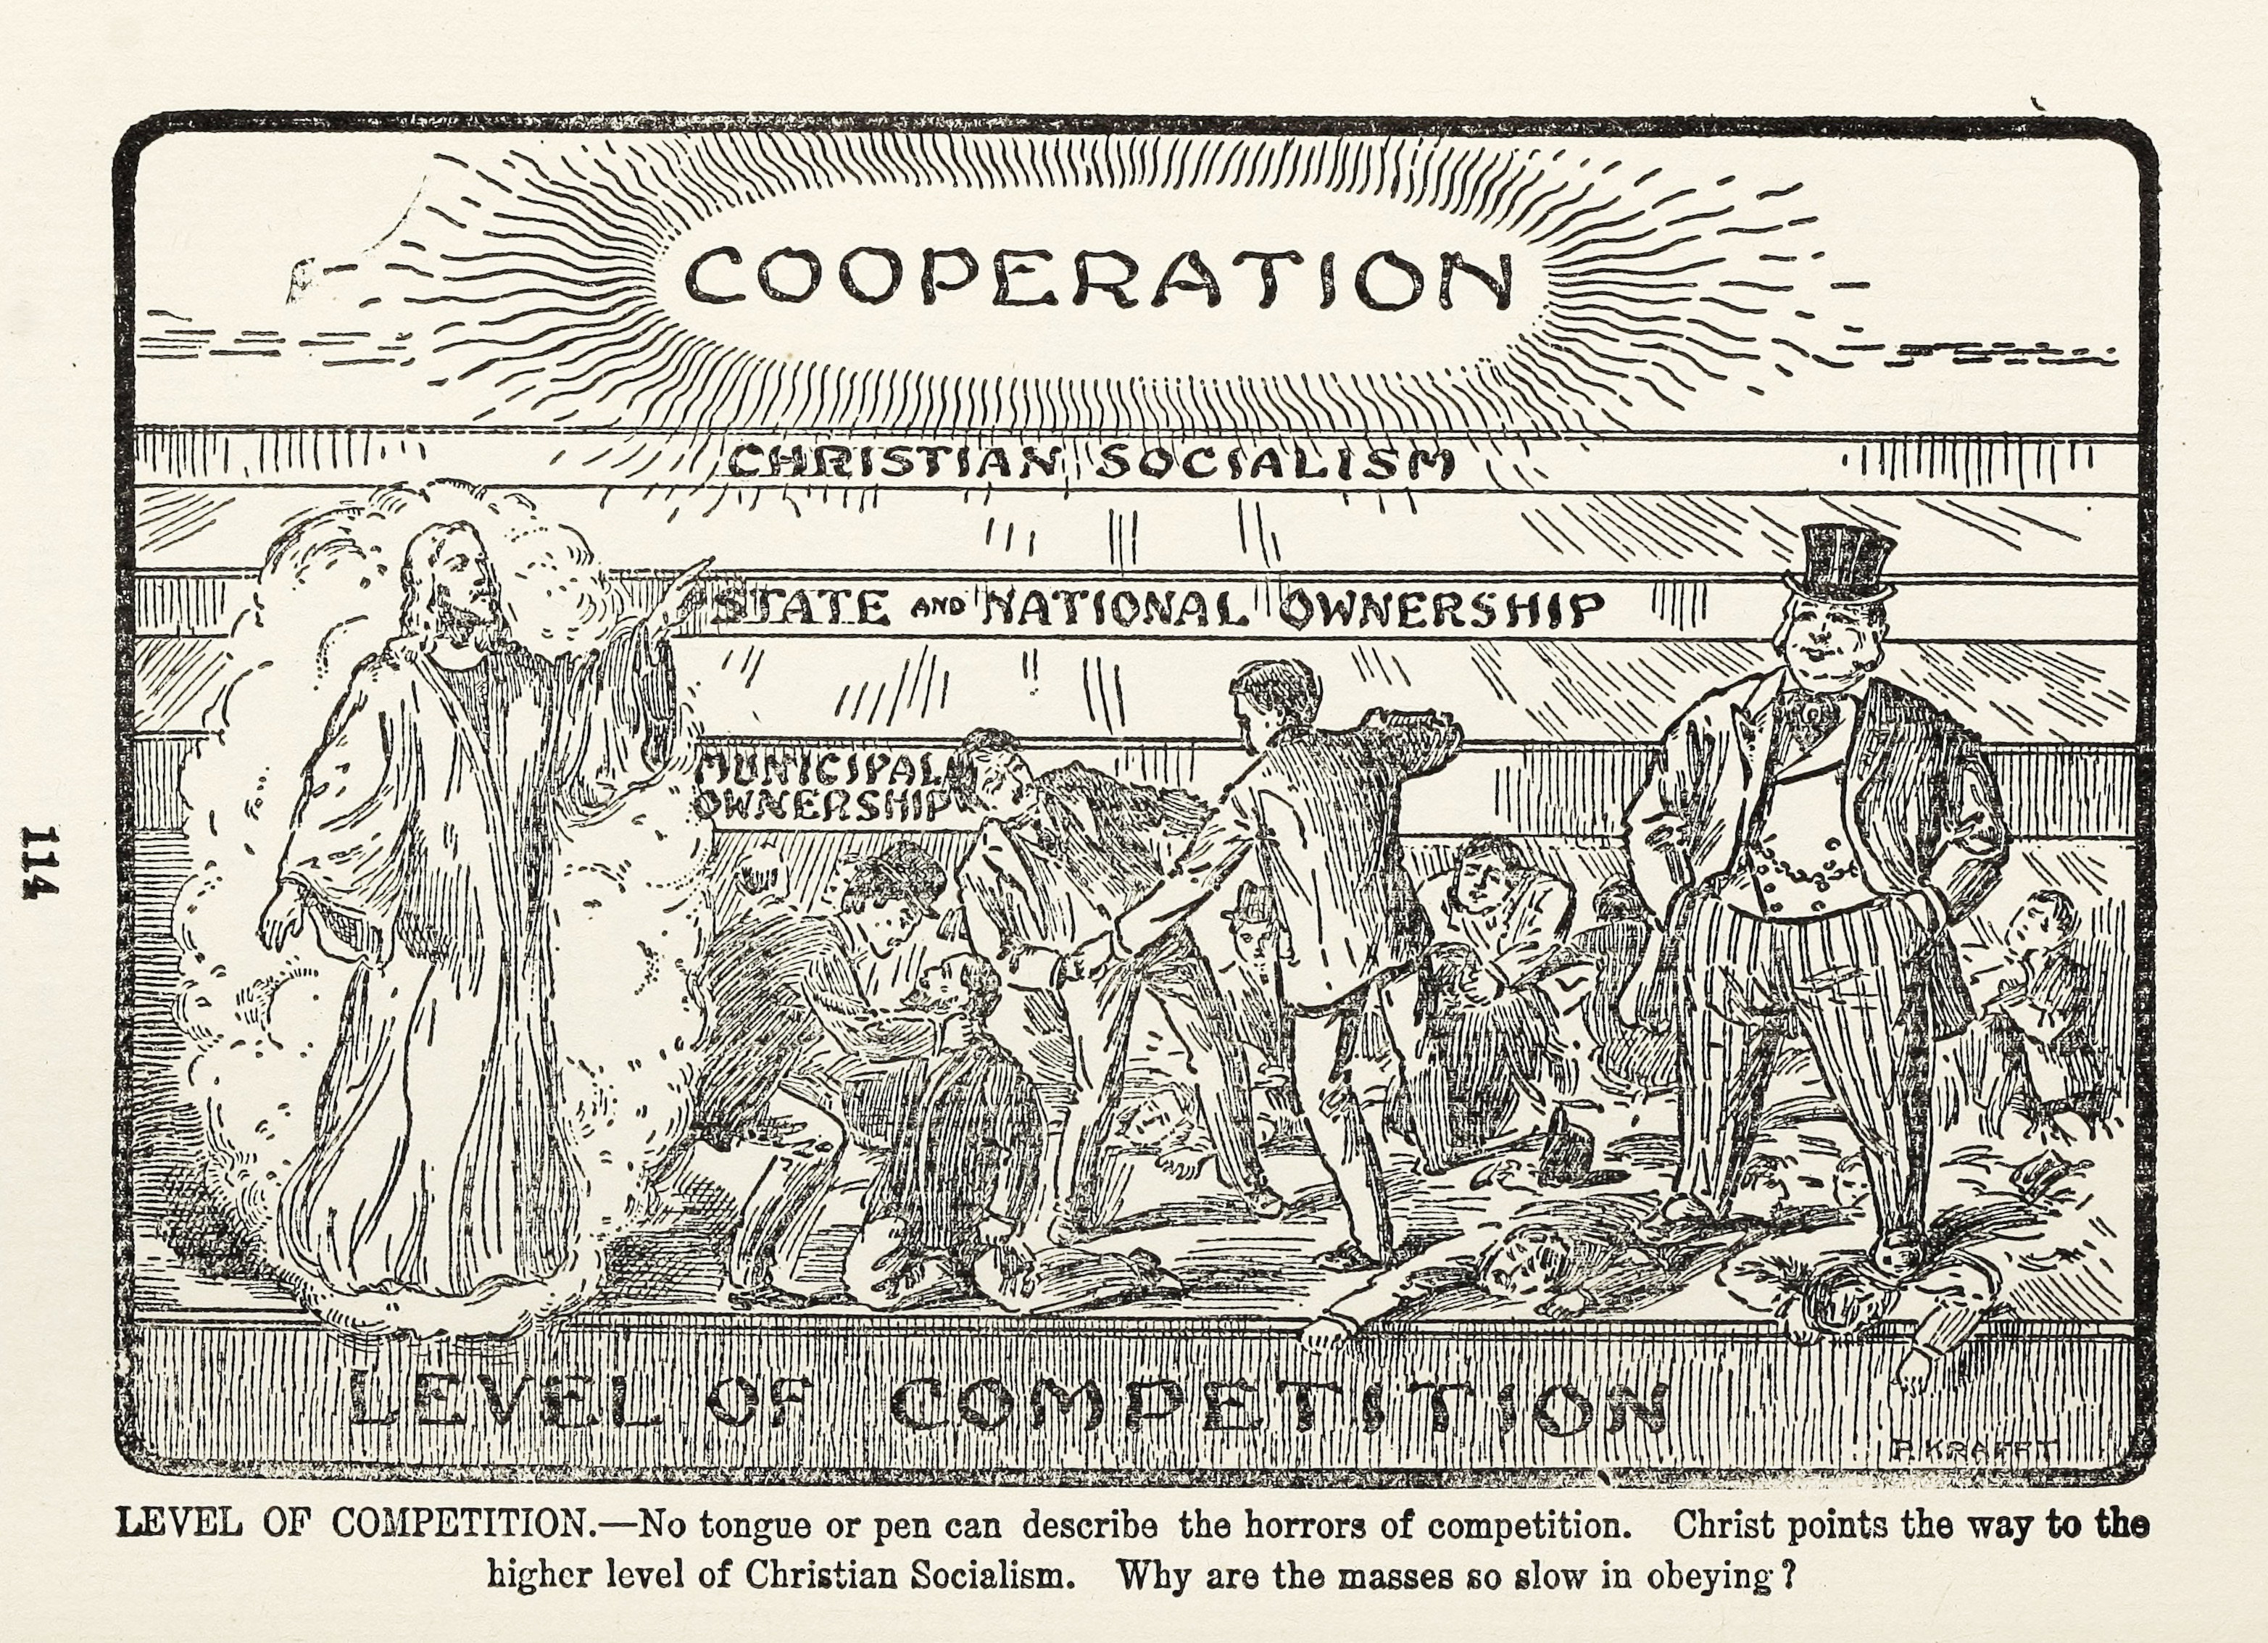 COOPERATION
CHRISTIAN SOCIALISM
STATE AND NATIONAL OWNERSHIP
MUNICIPAL
OWNERSHIP
114
LEVEL OF COMPETITION
P. KRAFFT
LEVEL OF COMPETITION.—No tongue or pen can describe the horrors of competition. Christ points the way to the
higher level of Christian Socialism. Why are the masses so slow in obeying?